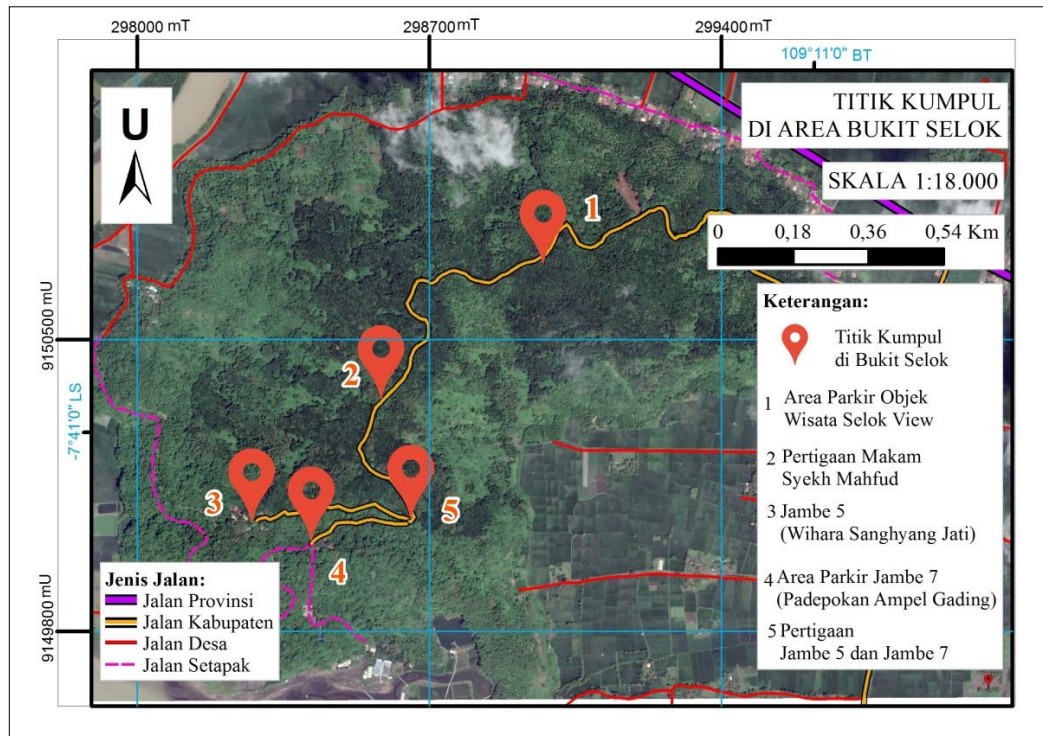 298000 mT
298700 mT
299400 mT
109°11'0" BT
U
TITIK KUMPUL
DI AREA BUKIT SELOK
SKALA 1:18.000
0 0,18 0,36 0,54 Km
1
2
3
4
5
9150500 mU
-7°41'0" LS
9149800 mU
Keterangan:
Titik Kumpul
di Bukit Selok
1 Area Parkir Objek
Wisata Selok View
2 Pertigaan Makam
Syekh Mahfud
3 Jambe 5
(Wihara Sanghyang Jati)
4 Area Parkir Jambe 7
(Padepokan Ampel Gading)
5 Pertigaan
Jambe 5 dan Jambe 7
Jenis Jalan:
Jalan Provinsi
Jalan Kabupaten
Jalan Desa
Jalan Setapak